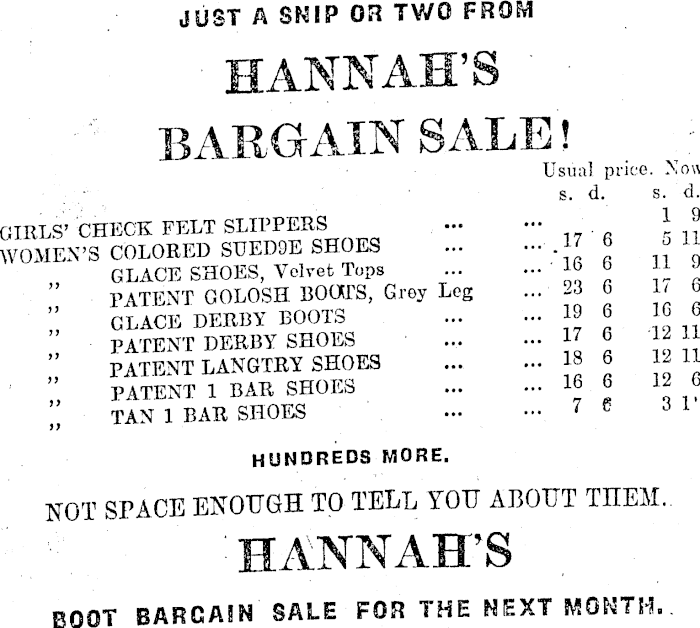 JUST A SNIP OR TWO FROM
HANNAH'S
BARGAIN SALE!
Usual price. Now
s. d. s. d.
GIRLS' CHECK FELT SLIPPERS ... ... 1 9
WOMEN'S COLORED SUED9E SHOES ... ... 17 6 5 11
,, GLACE SHOES, Velvet Tops ... ... 16 6 11 9
,, PATENT GOLOSH BOOTS, Grey Leg ... 23 6 17 6
,, GLACE DERBY BOOTS ... ... 19 6 16 6
,, PATENT DERBY SHOES ... ... 17 6 12 11
,, PATENT LANGTRY SHOES ... ... 18 6 12 11
,, PATENT 1 BAR SHOES ... ... 16 6 12 6
,, TAN 1 BAR SHOES ... ... 7 6 3 1
HUNDREDS MORE.
NOT SPACE ENOUGH TO TELL YOU ABOUT THEM.
HANNAH'S
BOOT BARGAIN SALE FOR THE NEXT MONTH.